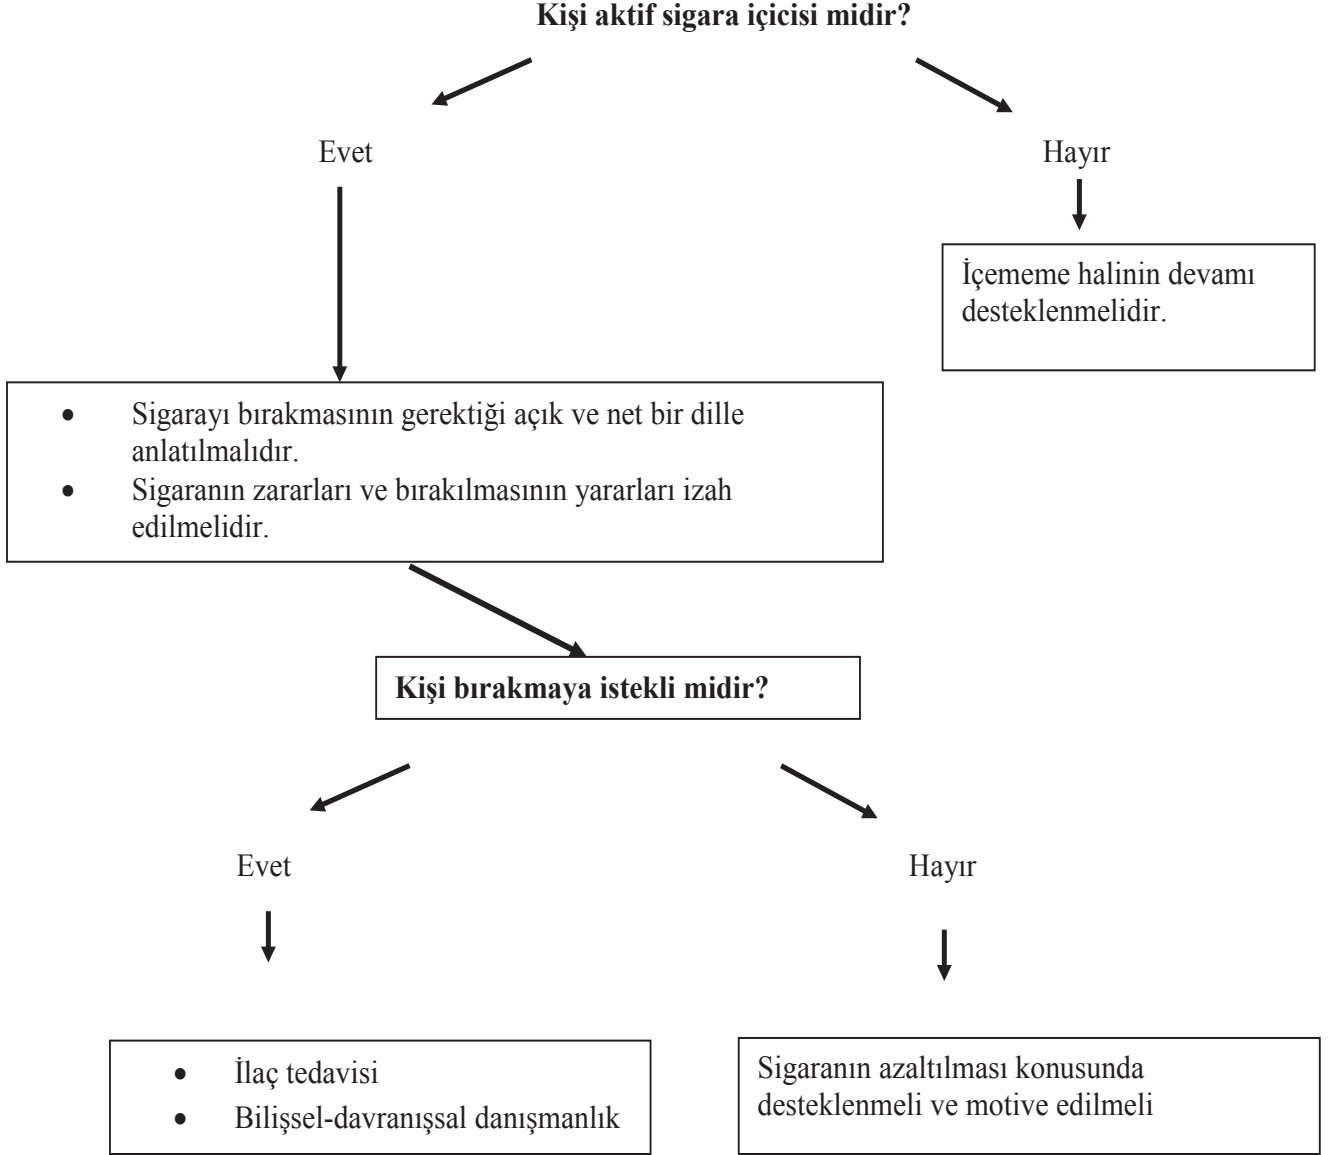 Kişi aktif sigara içicisi midir?
Evet
Hayır
İçememe halinin devamı
desteklenmelidir.
• Sigarayı bırakmasının gerektiği açık ve net bir dille
anlatılmalıdır.
• Sigaranın zararları ve bırakılmasının yararları izah
edilmelidir.
Kişi bırakmaya istekli midir?
Evet
Hayır
• İlaç tedavisi
• Bilişsel-davranışsal danışmanlık
Sigaranın azaltılması konusunda
desteklenmeli ve motive edilmeli